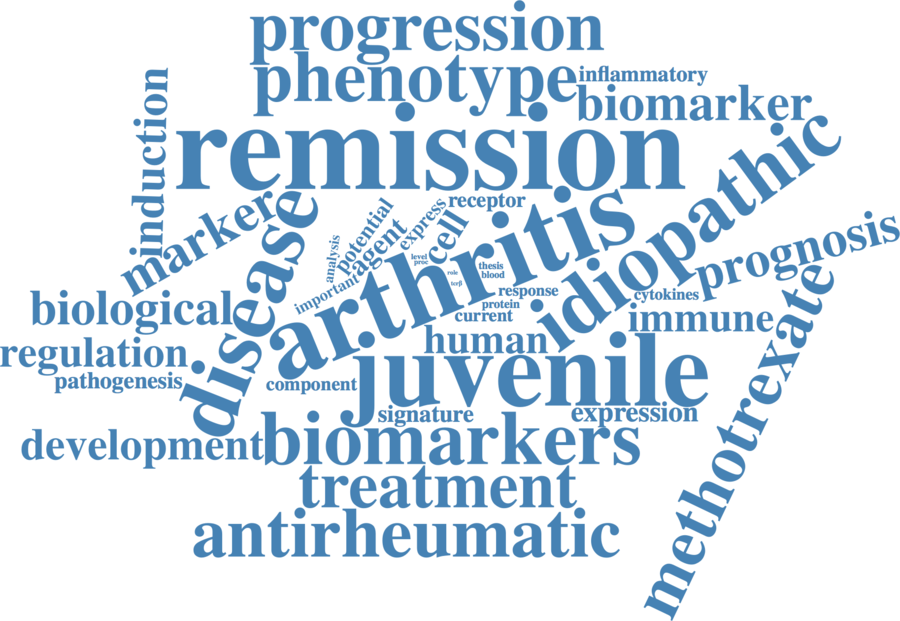 progression
phenotype
inflammatory
biomarker
induction
remission
idiopathic
marker
disease
potential
agent
express
cell
receptor
arthritis
analysis
important
level
proc
role
tcrβ
thesis
blood
response
protein
current
cytokines
prognosis
biological
immune
human
regulation
pathogenesis
component
juvenile
methotrexate
signature
expression
development
biomarkers
treatment
antirheumatic